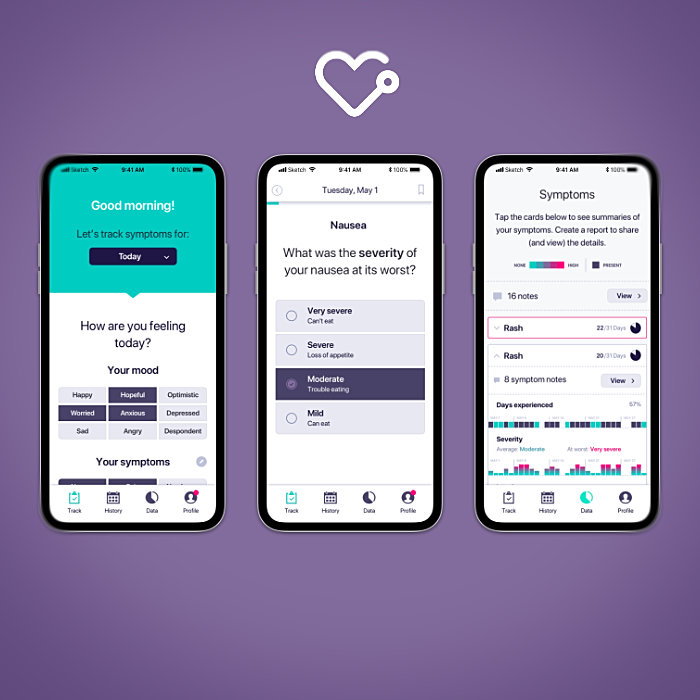 Sketch 9:41 AM 100%
Good morning!
Let's track symptoms for:
Today
How are you feeling
today?
Your mood
Happy Hopeful Optimistic
Worried Anxious Depressed
Sad Angry Despondent
Your symptoms
Track History Data Profile
Sketch 9:41 AM 100%
Tuesday, May 1
Nausea
What was the severity of
your nausea at its worst?
Very severe
Can't eat
Severe
Loss of appetite
Moderate
Trouble eating
Mild
Can eat
Track History Data Profile
Sketch 9:41 AM 100%
Symptoms
Tap the cards below to see summaries of
your symptoms. Create a report to share
(and view) the details.
NONE HIGH PRESENT
16 notes View
Rash 22/31 Days
Rash 20/31 Days
8 symptom notes View
Days experienced 67%
Severity
Average: Moderate At worst: Very severe
Track History Data Profile